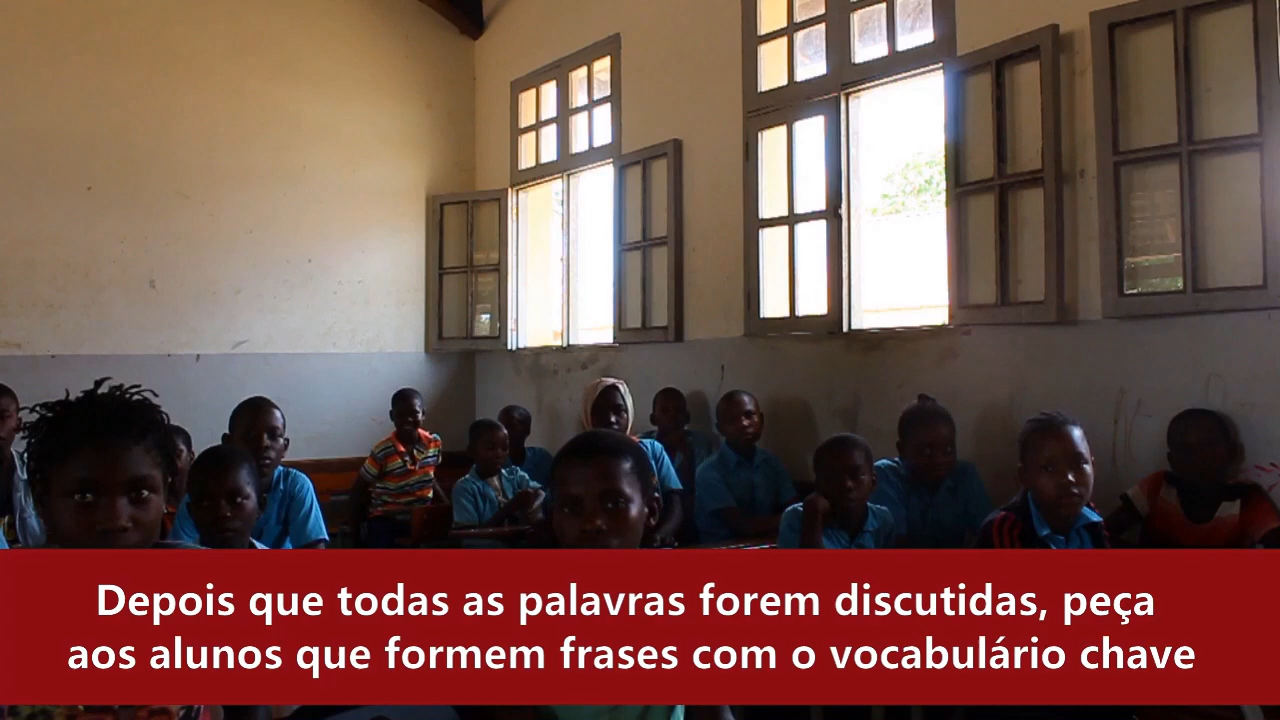 Depois que todas as palavras forem discutidas, peça
aos alunos que formem frases com o vocabulário chave